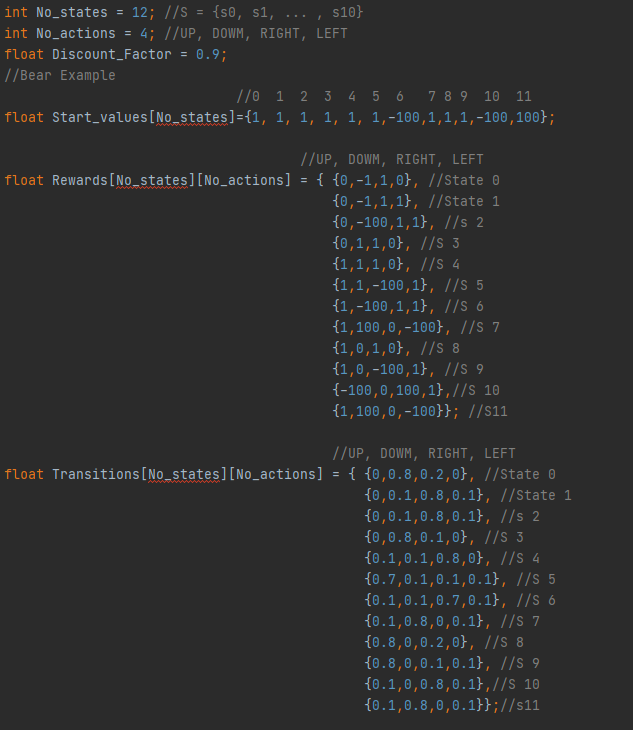 int No_states = 12; //S = {s0, s1, ... , s10}
int No_actions = 4; //UP, DOWM, RIGHT, LEFT
float Discount_Factor = 0.9;
//Bear Example
//0 1 2 3 4 5 6 7 8 9 10 11
float Start_values[No_states]={1, 1, 1, 1, 1, 1,-100,1,1,1,-100,100};
//UP, DOWM, RIGHT, LEFT
float Rewards[No_states][No_actions] = { {0,-1,1,0}, //State 0
{0,-1,1,1}, //State 1
{0,-100,1,1}, //s 2
{0,1,1,0}, //S 3
{1,1,1,0}, //S 4
{1,1,-100,1}, //S 5
{1,-100,1,1}, //S 6
{1,100,0,-100}, //S 7
{1,0,1,0}, //S 8
{1,0,-100,1}, //S 9
{-100,0,100,1},//S 10
{1,100,0,-100}}; //S11
//UP, DOWM, RIGHT, LEFT
float Transitions[No_states][No_actions] = { {0,0.8,0.2,0}, //State 0
{0,0.1,0.8,0.1}, //State 1
{0,0.1,0.8,0.1}, //s 2
{0,0.8,0.1,0}, //S 3
{0.1,0.1,0.8,0}, //S 4
{0.7,0.1,0.1,0.1}, //S 5
{0.1,0.1,0.7,0.1}, //S 6
{0.1,0.8,0,0.1}, //S 7
{0.8,0,0.2,0}, //S 8
{0.8,0,0.1,0.1}, //S 9
{0.1,0,0.8,0.1},//S 10
{0.1,0.8,0,0.1}};//s11